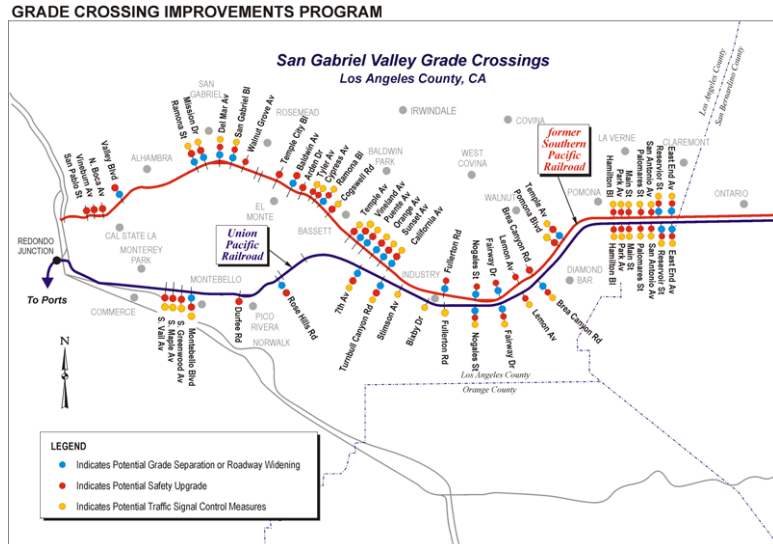 GRADE CROSSING IMPROVEMENTS PROGRAM
San Gabriel Valley Grade Crossings
Los Angeles County, CA
Los Angeles County
San Bernardino County
SAN
GABRIEL
ROSEMEAD
IRWINDALE
COVINA
former
Southern
Pacific
Railroad
LA VERNE
CLAREMONT
ALHAMBRA
BALDWIN
PARK
WEST
COVINA
WALNUT
POMONA
ONTARIO
San Pablo St
Vineburn Av
N. Boca Av
Valley Blvd
Ramona St
Mission Dr
Del Mar Av
San Gabriel Bl
Walnut Grove Av
Temple City Bl
Baldwin Av
Arden Dr
Tyler Av
Cypress Av
Ramona Bl
Cogswell Rd
Temple Av
Vineland Av
Puente Av
Orange Av
Sunset Av
California Av
Fullerton Rd
Nogales St
Fairway Dr
Lemon Av
Brea Canyon Rd
Pomona Blvd
Temple Av
Hamilton Bl
Park Av
Main St
Palomares St
San Antonio Av
Reservoir St
East End Av
EL
MONTE
BASSETT
CAL STATE LA
MONTEREY
PARK
REDONDO
JUNCTION
Union
Pacific
Railroad
To Ports
MONTEBELLO
COMMERCE
PICO
RIVERA
NORWALK
INDUSTRY
DIAMOND
BAR
S. Vail Av
S. Maple Av
S. Greenwood Av
Montebello Blvd
Durfee Rd
Rose Hills Rd
7th Av
Turnbull Canyon Rd
Stimson Av
Bixby Dr
Fullerton Rd
Nogales St
Fairway Dr
Lemon Av
Brea Canyon Rd
Hamilton Bl
Park Av
Main St
Palomares St
San Antonio Av
Reservoir St
East End Av
N
Los Angeles County
Orange County
LEGEND
Indicates Potential Grade Separation or Roadway Widening
Indicates Potential Safety Upgrade
Indicates Potential Traffic Signal Control Measures